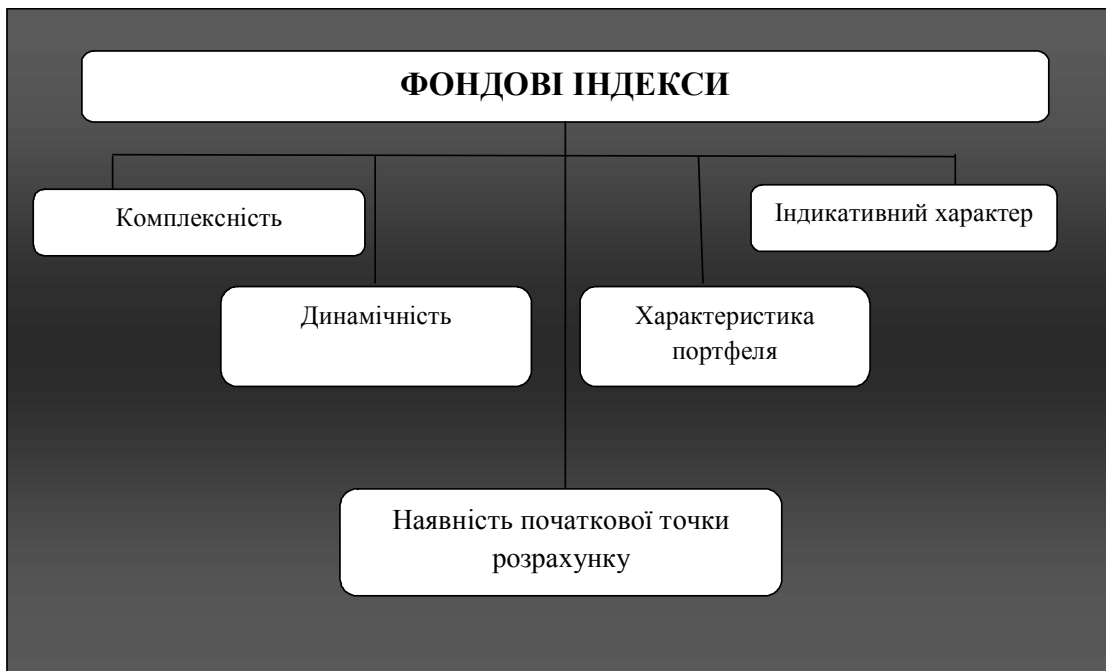 ФОНДОВІ ІНДЕКСИ
Комплексність
Індикативний характер
Динамічність
Характеристика
портфеля
Наявність початкової точки
розрахунку